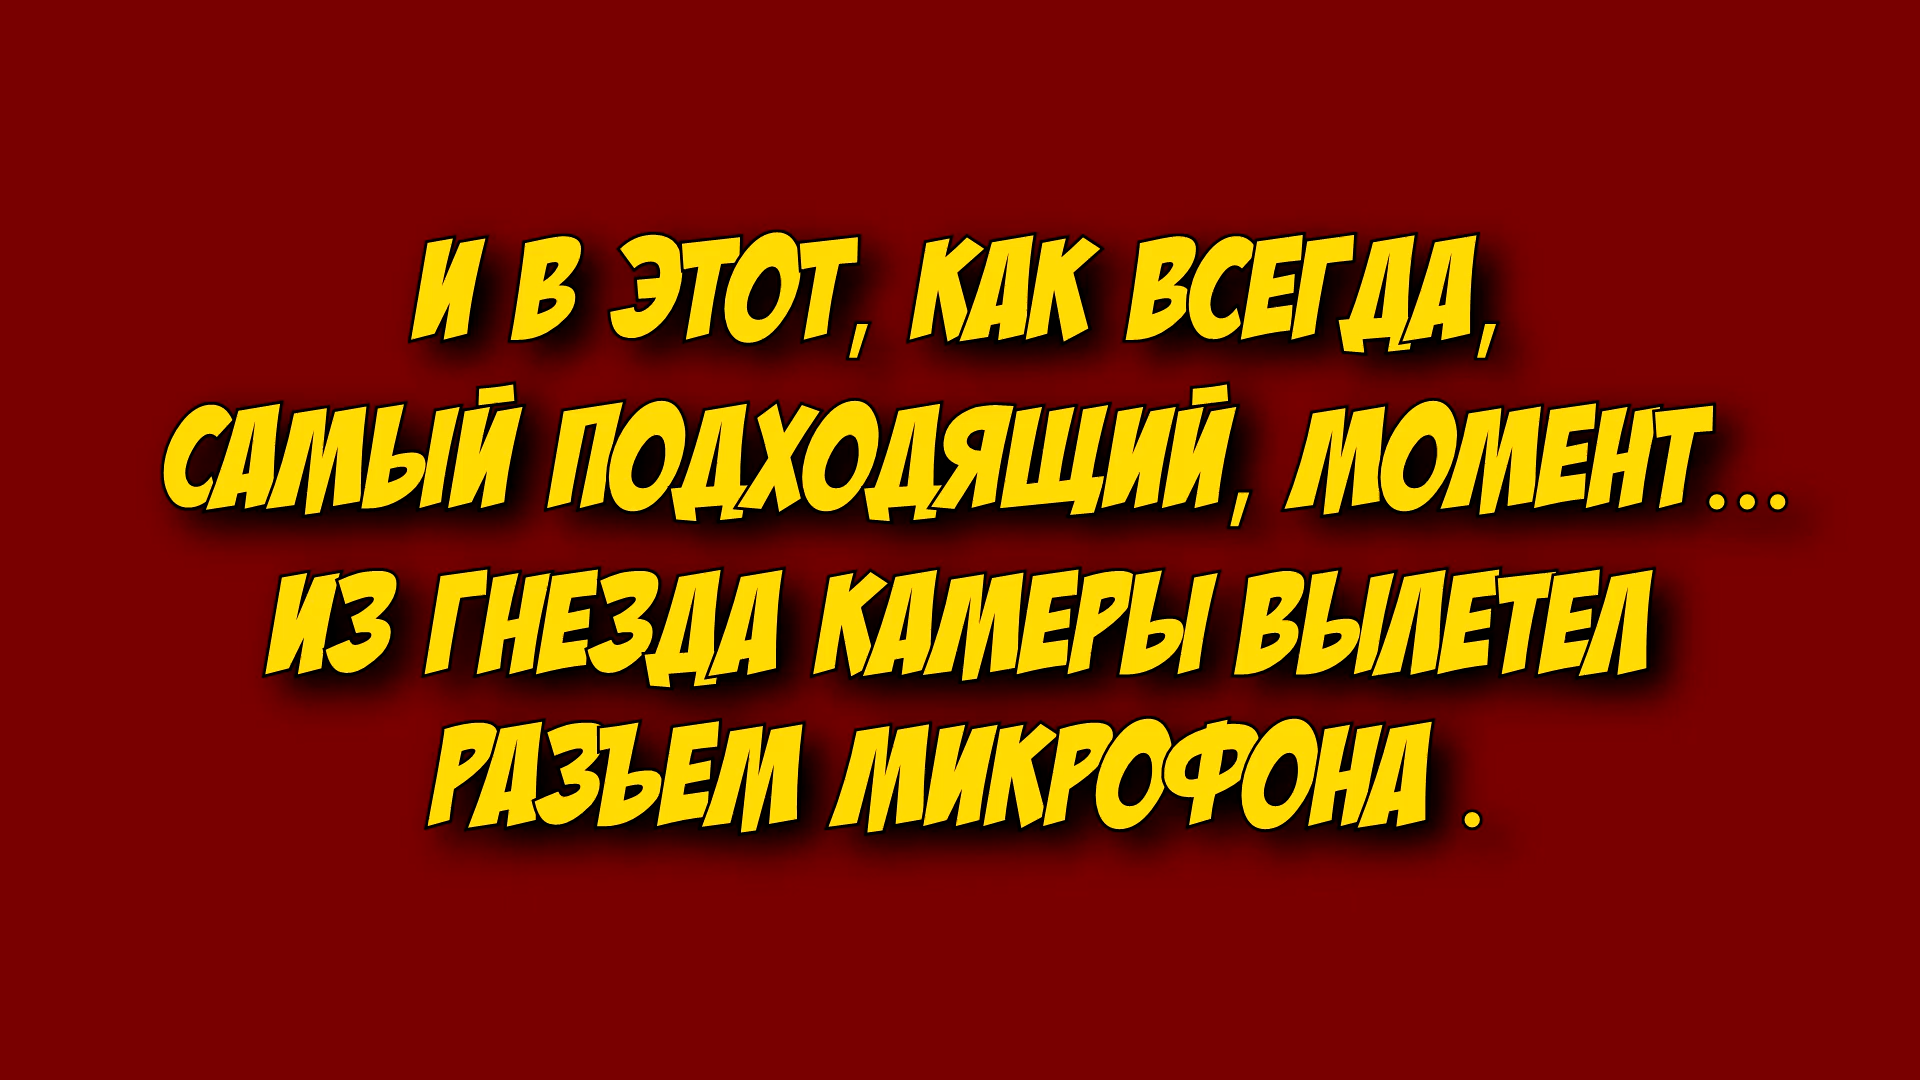 И В ЭТОТ, КАК ВСЕГДА,
САМЫЙ ПОДХОДЯЩИЙ, МОМЕНТ...
ИЗ ГНЕЗДА КАМЕРЫ ВЫЛЕТЕЛ
РАЗЪЕМ МИКРОФОНА .